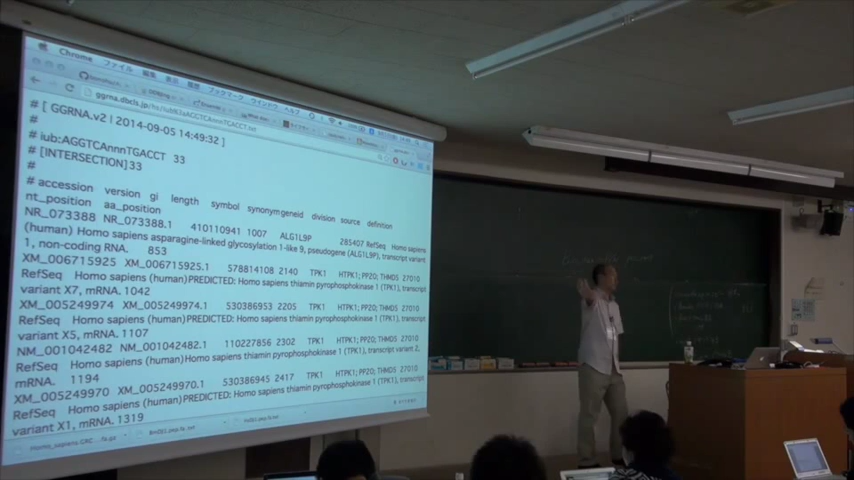 Chrome ファイル 編集 表示 履歴 ブックマーク ウインドウ ヘルプ
# [ GGRNA.v2 | 2014-09-05 14:49:32 ]
#
# iub:AGGTCAnnnTGACCT 33
# [INTERSECTION] 33
#
# accession version gi length symbol synonym geneid division source definition
nt_position aa_position
NR_073388 NR_073388.1 410110941 1007 ALG1L9P 285407 RefSeq Homo sapiens
(human) Homo sapiens asparagine-linked glycosylation 1-like 9, pseudogene (ALG1L9P), transcript variant
1, non-coding RNA. 853
XM_006715925 XM_006715925.1 578814108 2140 TPK1 HTPK1; PP20; THMD5 27010
RefSeq Homo sapiens (human) PREDICTED: Homo sapiens thiamin pyrophosphokinase 1 (TPK1), transcript
variant X7, mRNA. 1042
XM_005249974 XM_005249974.1 530386953 2205 TPK1 HTPK1; PP20; THMD5 27010
RefSeq Homo sapiens (human) PREDICTED: Homo sapiens thiamin pyrophosphokinase 1 (TPK1), transcript
variant X5, mRNA. 1107
NM_001042482 NM_001042482.1 110227856 2302 TPK1 HTPK1; PP20; THMD5 27010
RefSeq Homo sapiens (human) Homo sapiens thiamin pyrophosphokinase 1 (TPK1), transcript variant 2,
mRNA. 1194
XM_005249970 XM_005249970.1 530386945 2417 TPK1 HTPK1; PP20; THMD5 27010
RefSeq Homo sapiens (human) PREDICTED: Homo sapiens thiamin pyrophosphokinase 1 (TPK1), transcript
variant X1, mRNA. 1319